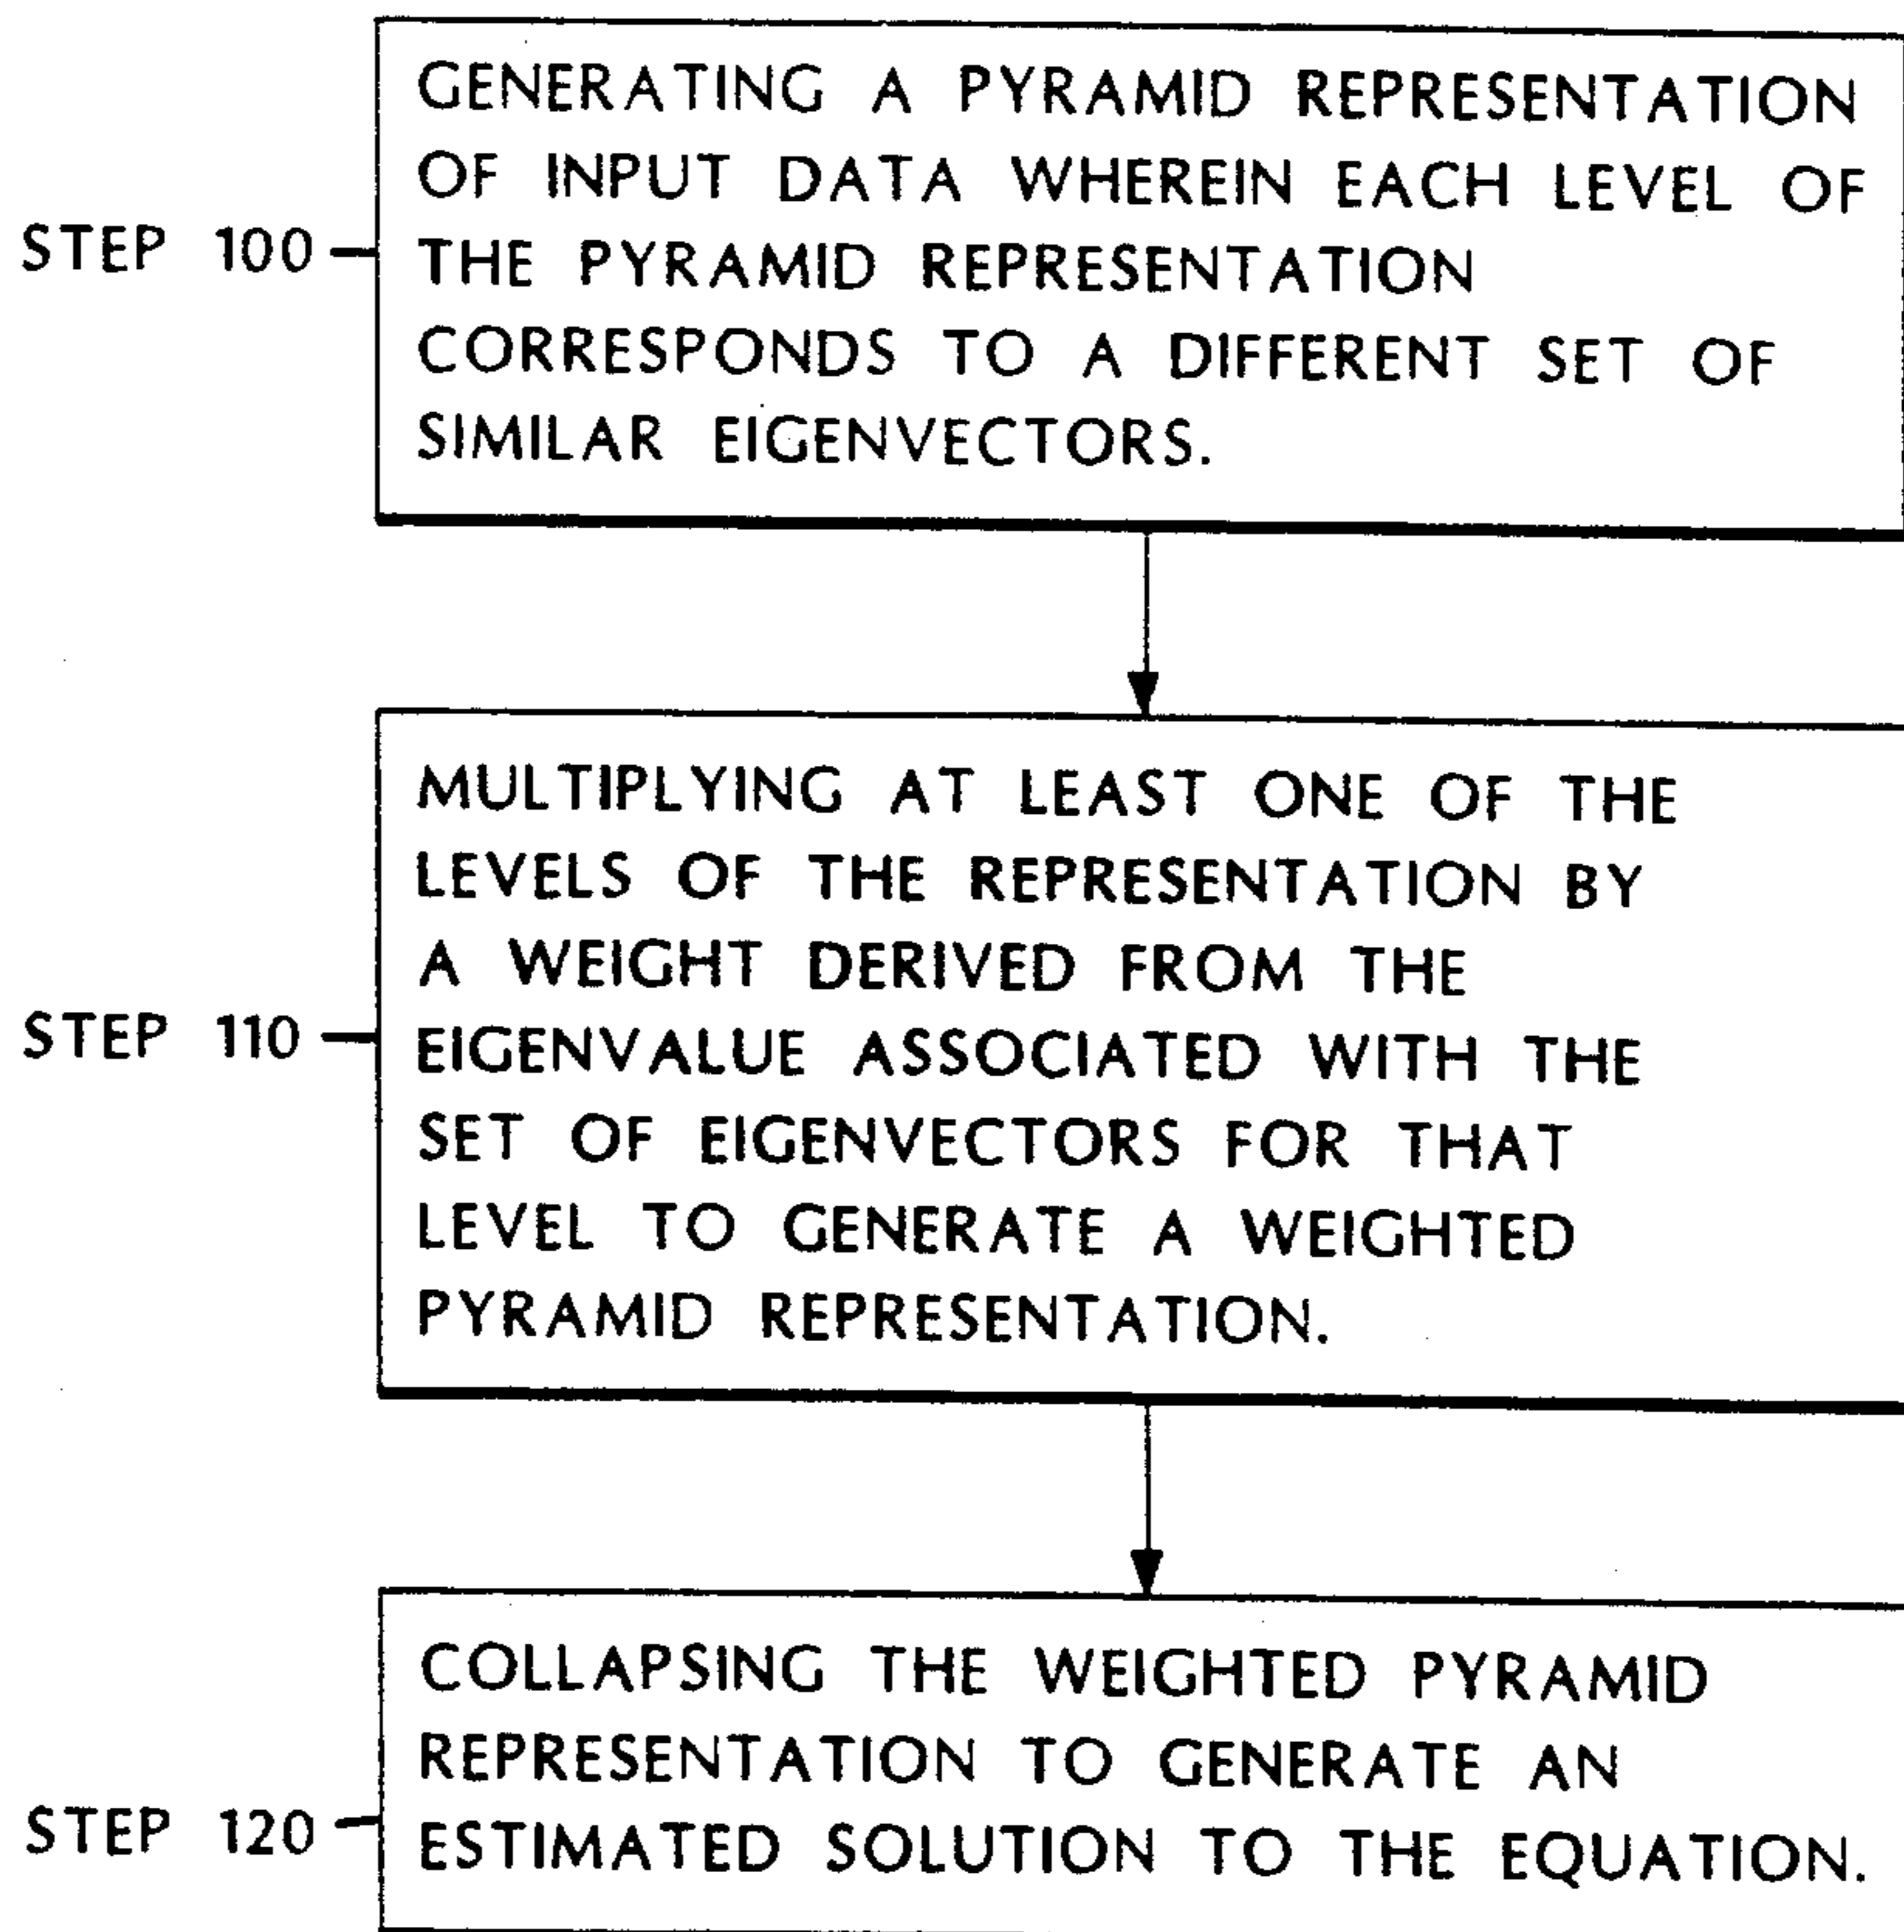 GENERATING A PYRAMID REPRESENTATION
OF INPUT DATA WHEREIN EACH LEVEL OF
STEP 100
THE PYRAMID REPRESENTATION
CORRESPONDS TO A DIFFERENT SET OF
SIMILAR EIGENVECTORS.
MULTIPLYING AT LEAST ONE OF THE
LEVELS OF THE REPRESENTATION BY
A WEIGHT DERIVED FROM THE
STEP 110
EIGENVALUE ASSOCIATED WITH THE
SET OF EIGENVECTORS FOR THAT
LEVEL TO GENERATE A WEIGHTED
PYRAMID REPRESENTATION.
COLLAPSING THE WEIGHTED PYRAMID
REPRESENTATION TO GENERATE AN
STEP 120
ESTIMATED SOLUTION TO THE EQUATION.